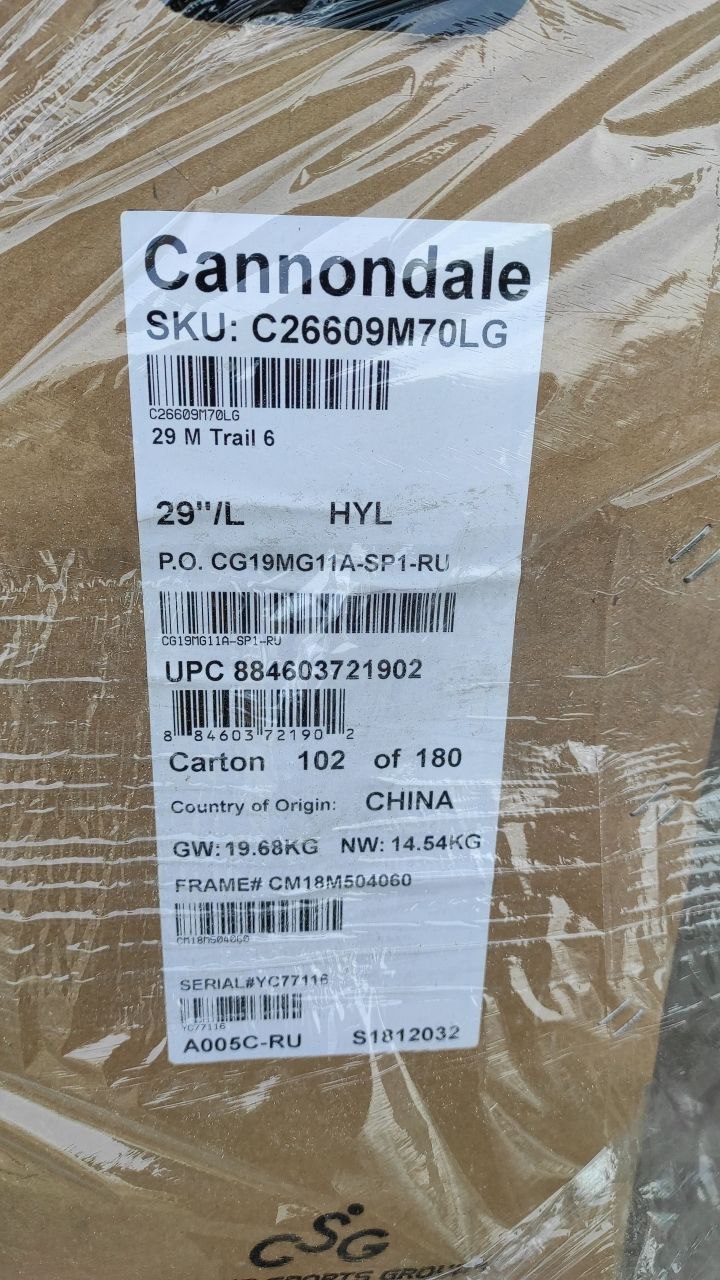 Cannondale
SKU: C26609M70LG
C26609M70LG
29 M Trail 6
29"/L HYL
P.O. CG19MG11A-SP1-RU
CG19MG11A-SP1-RU
UPC 884603721902
8 84603 72190 2
Carton 102 of 180
Country of Origin: CHINA
GW: 19.68KG NW: 14.54KG
FRAME# CM18M504060
CM18M504060
SERIAL#YC77116
YC77116
A005C-RU S1812032
CSG
SPORTS GROUP